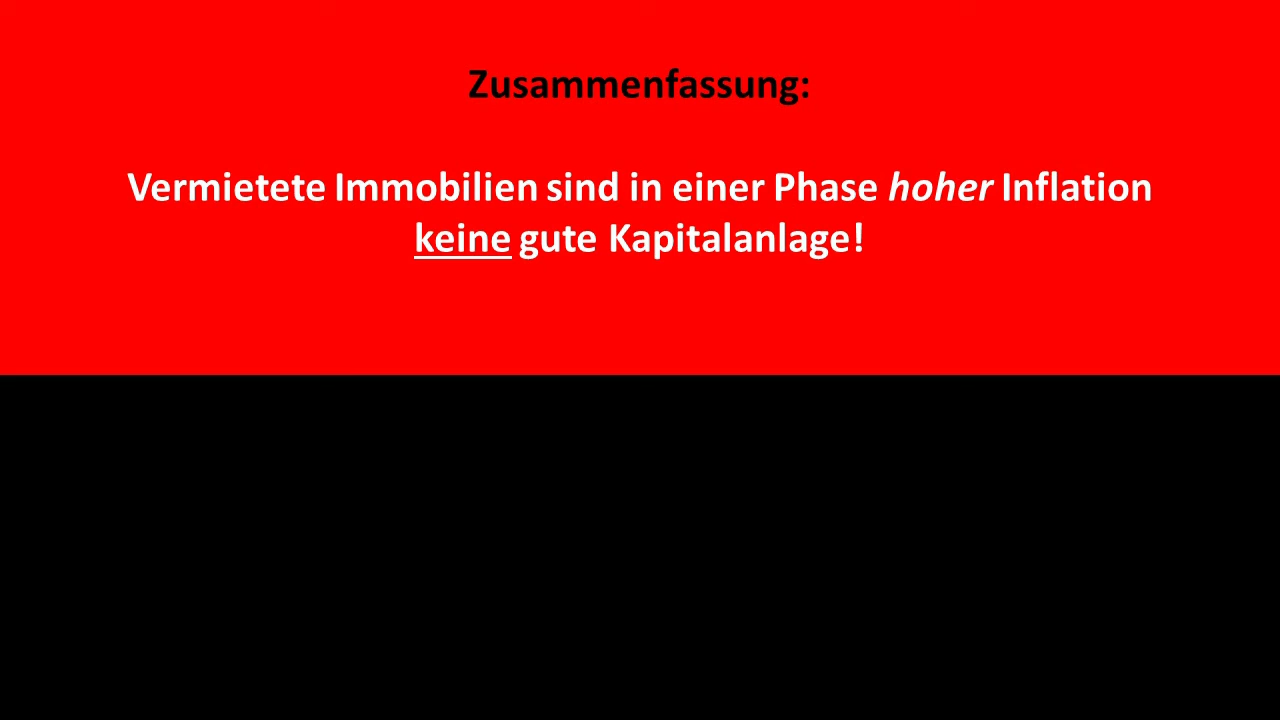 Zusammenfassung:
Vermietete Immobilien sind in einer Phase hoher Inflation
keine gute Kapitalanlage!